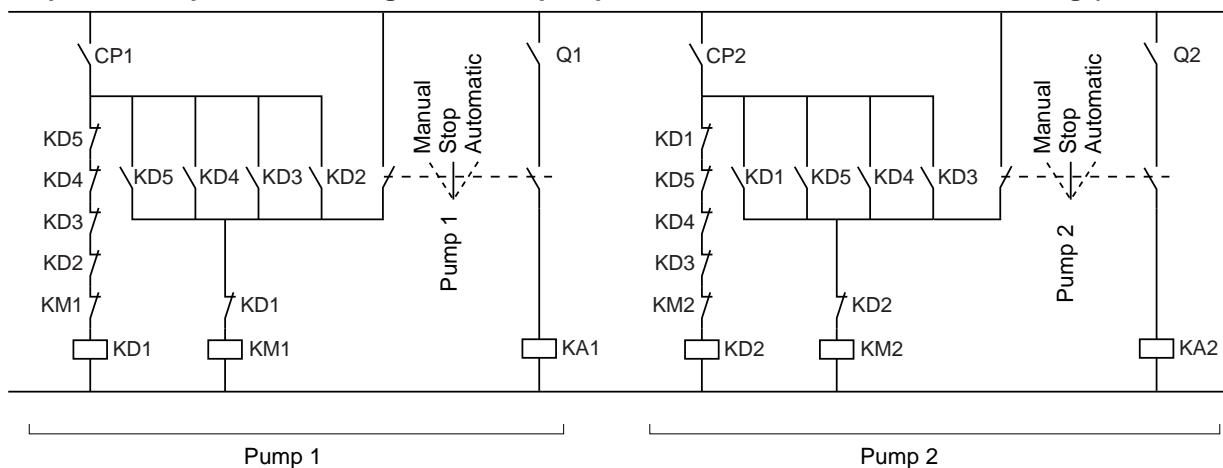 CP1
Q1
CP2
Q2
Manual
Stop
Automatic
Manual
Stop
Automatic
KD5
KD1
KD4
KD5
KD4
KD3
KD2
KD5
KD1
KD5
KD4
KD3
KD3
KD4
Pump 1
Pump 2
KD2
KD3
KM1
KD1
KM2
KD2
KD1
KM1
KA1
KD2
KM2
KA2
Pump 1
Pump 2